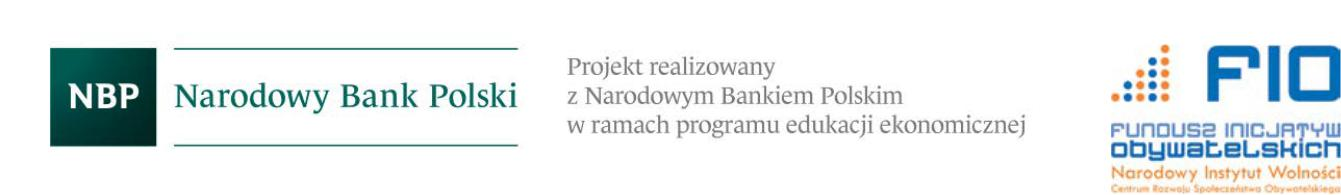 NBP
Narodowy Bank Polski
Projekt realizowany
z Narodowym Bankiem Polskim
w ramach programu edukacji ekonomicznej
FIO
FUNDUSZ INICJATYW
OBYWATELSKICH
Narodowy Instytut Wolności
Centrum Rozwoju Społeczeństwa Obywatelskiego